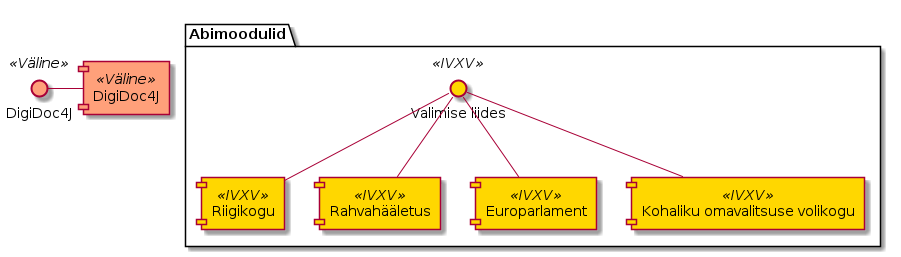 Abimoodulid
«Väline»
DigiDoc4J
«Väline»
DigiDoc4J
«IVXV»
Valimise liides
«IVXV»
Riigikogu
«IVXV»
Rahvahääletus
«IVXV»
Europarlament
«IVXV»
Kohaliku omavalitsuse volikogu